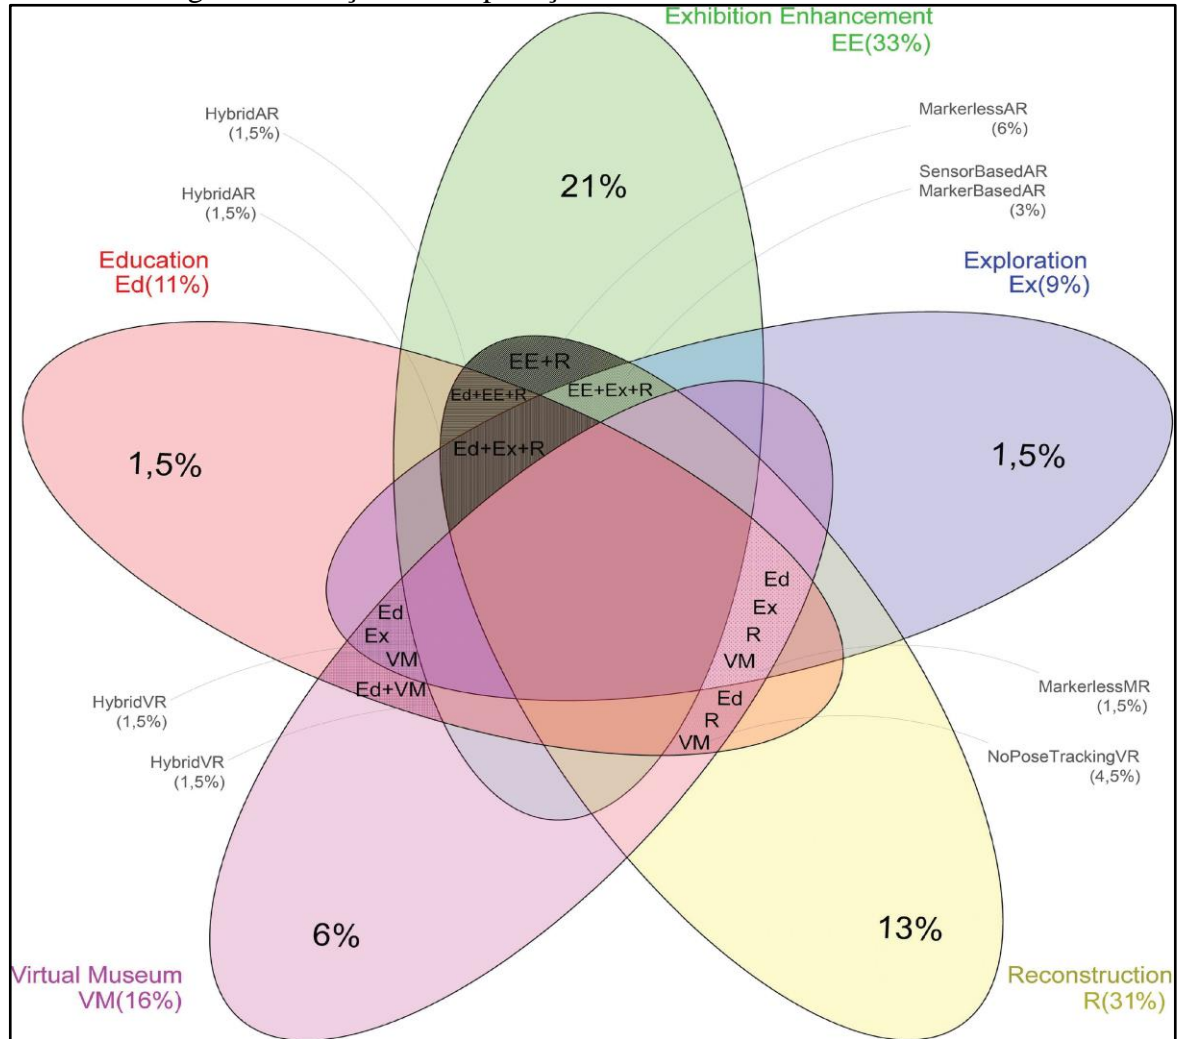 Exhibition Enhancement
EE(33%)
HybridAR
(1,5%)
MarkerlessAR
(6%)
HybridAR
(1,5%)
21%
SensorBasedAR
MarkerBasedAR
(3%)
Education
Ed(11%)
Exploration
Ex(9%)
EE+R
Ed+EE+R
EE+Ex+R
Ed+Ex+R
1,5%
1,5%
Ed
Ex
VM
Ed+VM
Ed
Ex
R
VM
Ed
R
VM
HybridVR
(1,5%)
HybridVR
(1,5%)
MarkerlessMR
(1,5%)
NoPoseTrackingVR
(4,5%)
6%
13%
Virtual Museum
VM(16%)
Reconstruction
R(31%)